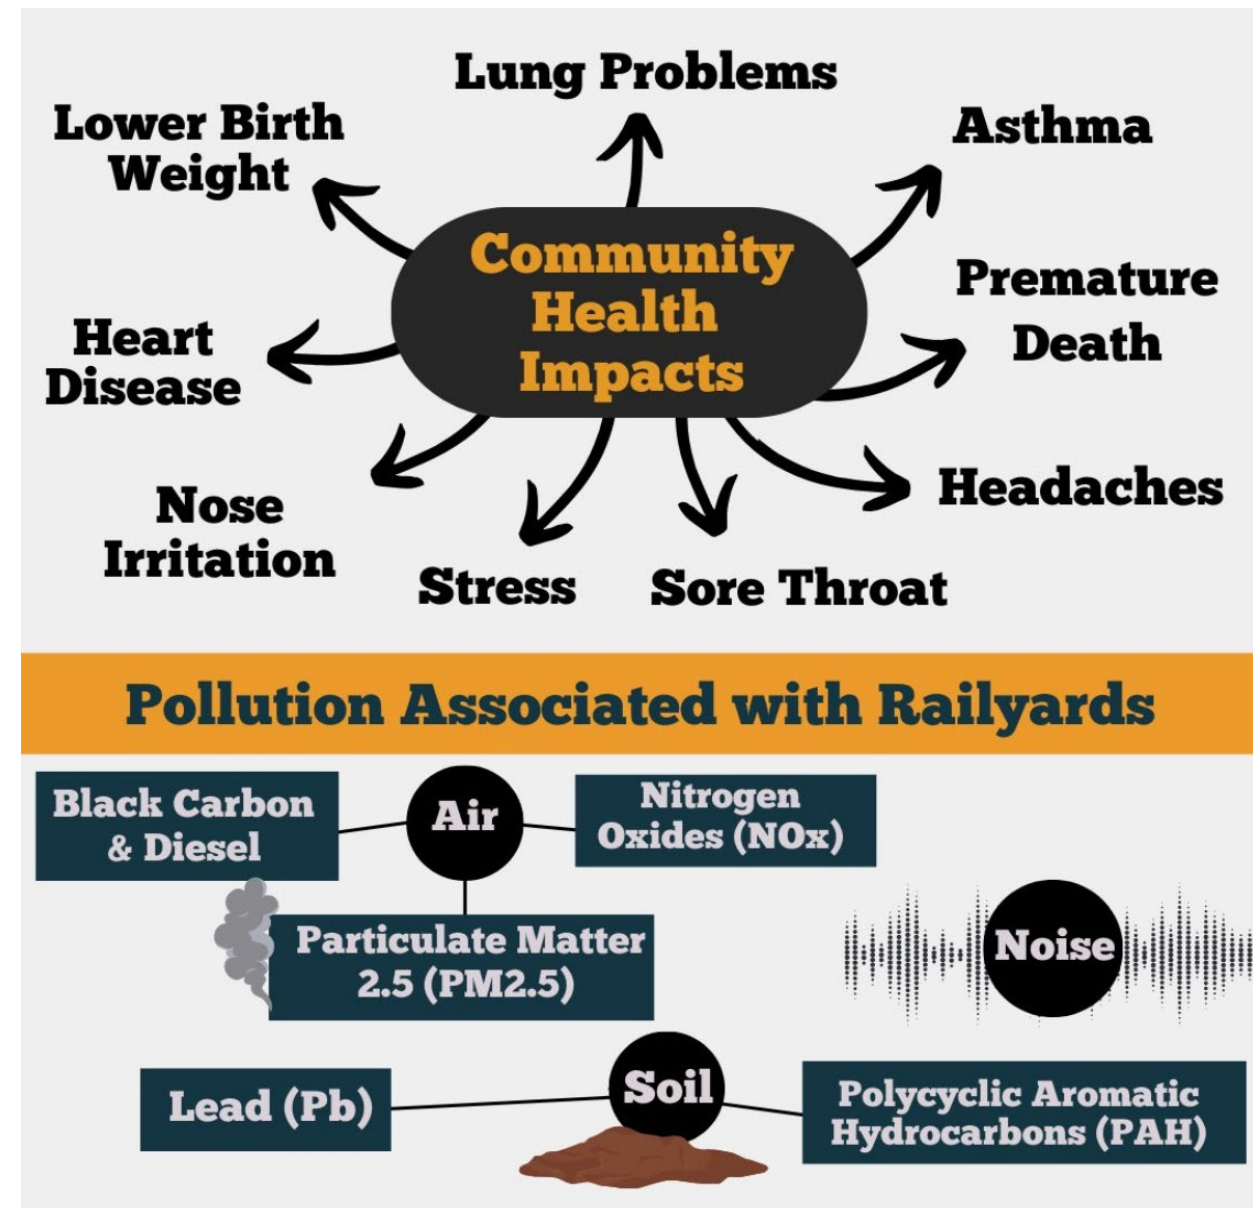 Lung Problems
Lower Birth
Weight
Asthma
Community
Health
Impacts
Premature
Death
Heart
Disease
Headaches
Nose
Irritation
Stress
Sore Throat
Pollution Associated with Railyards
Black Carbon
& Diesel
Air
Nitrogen
Oxides (NOx)
Particulate Matter
2.5 (PM2.5)
Noise
Soil
Lead (Pb)
Polycyclic Aromatic
Hydrocarbons (PAH)